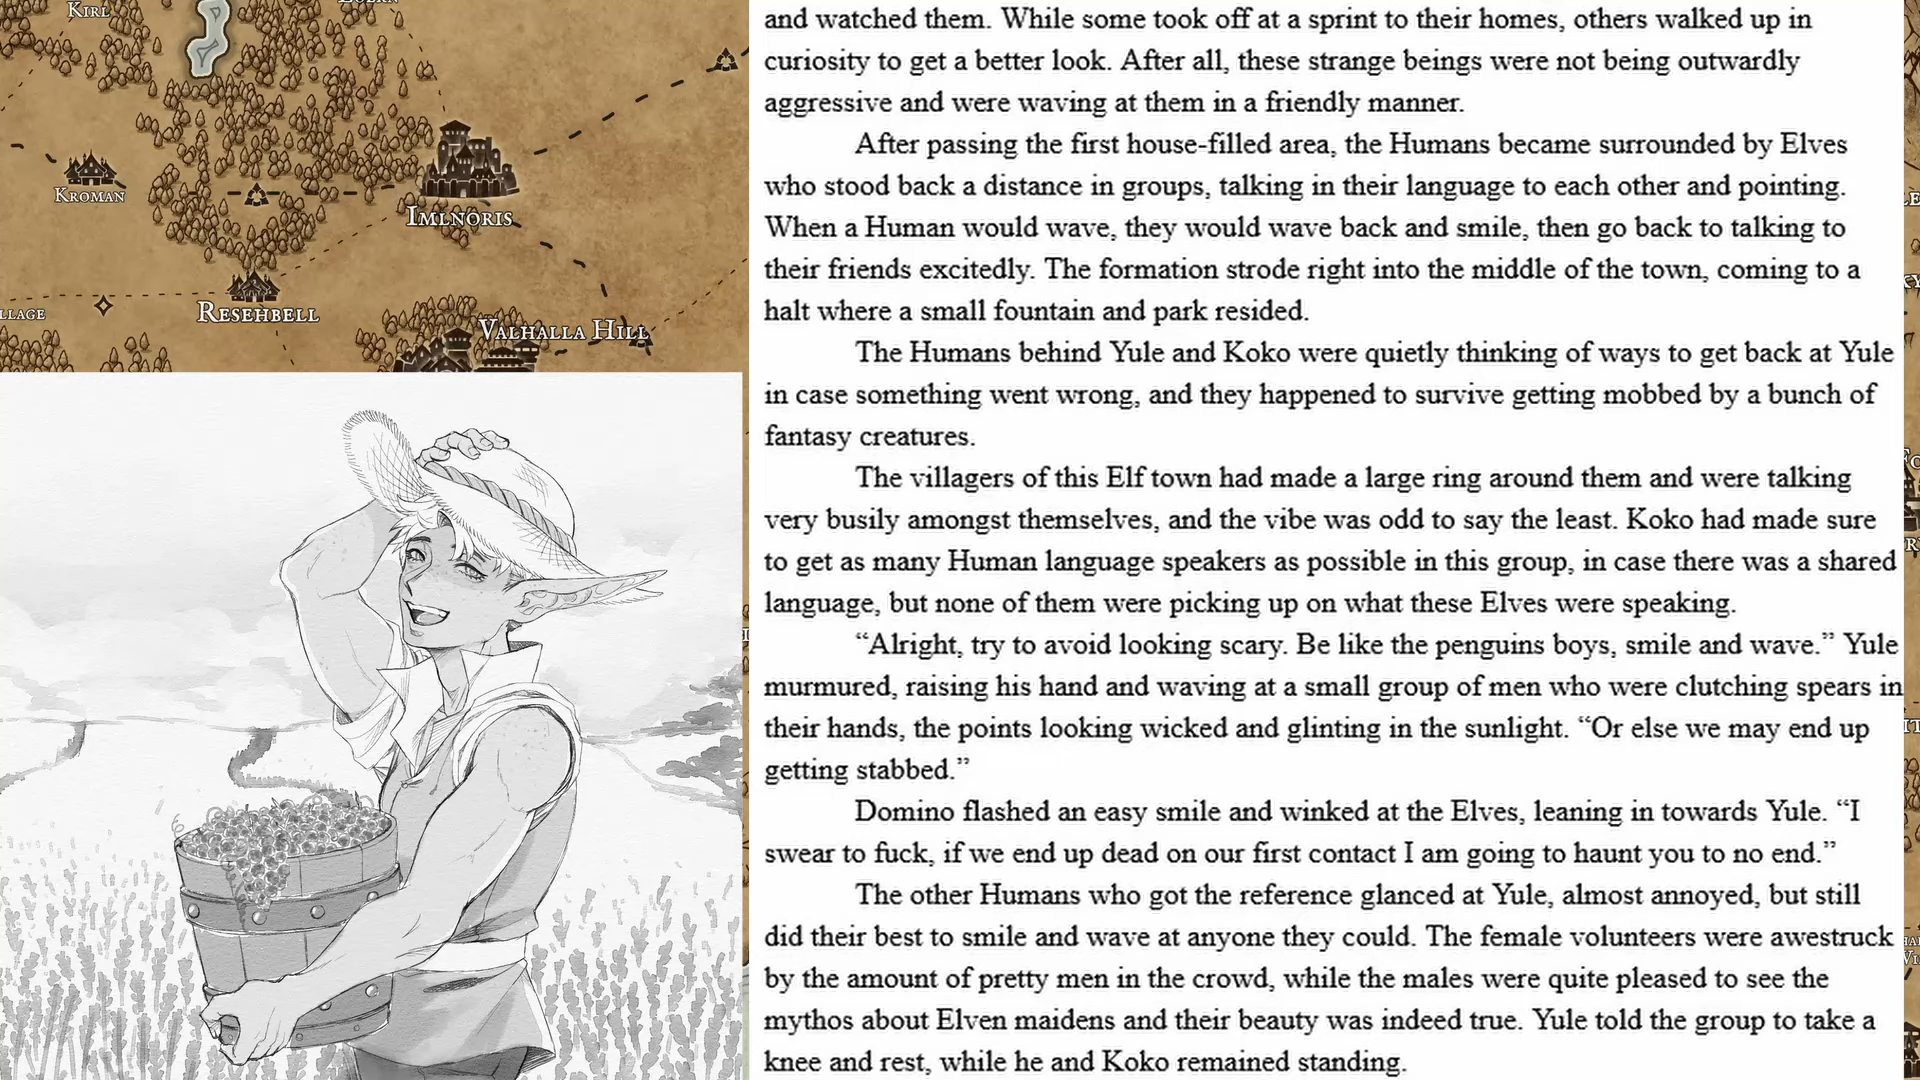 Kirl
Kroman
Imlnoris
Resehbell
Valhalla Hill
and watched them. While some took off at a sprint to their homes, others walked up in
curiosity to get a better look. After all, these strange beings were not being outwardly
aggressive and were waving at them in a friendly manner.
After passing the first house-filled area, the Humans became surrounded by Elves
who stood back a distance in groups, talking in their language to each other and pointing.
When a Human would wave, they would wave back and smile, then go back to talking to
their friends excitedly. The formation strode right into the middle of the town, coming to a
halt where a small fountain and park resided.
The Humans behind Yule and Koko were quietly thinking of ways to get back at Yule
in case something went wrong, and they happened to survive getting mobbed by a bunch of
fantasy creatures.
The villagers of this Elf town had made a large ring around them and were talking
very busily amongst themselves, and the vibe was odd to say the least. Koko had made sure
to get as many Human language speakers as possible in this group, in case there was a shared
language, but none of them were picking up on what these Elves were speaking.
“Alright, try to avoid looking scary. Be like the penguins boys, smile and wave.” Yule
murmured, raising his hand and waving at a small group of men who were clutching spears in
their hands, the points looking wicked and glinting in the sunlight. “Or else we may end up
getting stabbed.”
Domino flashed an easy smile and winked at the Elves, leaning in towards Yule. “I
swear to fuck, if we end up dead on our first contact I am going to haunt you to no end.”
The other Humans who got the reference glanced at Yule, almost annoyed, but still
did their best to smile and wave at anyone they could. The female volunteers were awestruck
by the amount of pretty men in the crowd, while the males were quite pleased to see the
mythos about Elven maidens and their beauty was indeed true. Yule told the group to take a
knee and rest, while he and Koko remained standing.